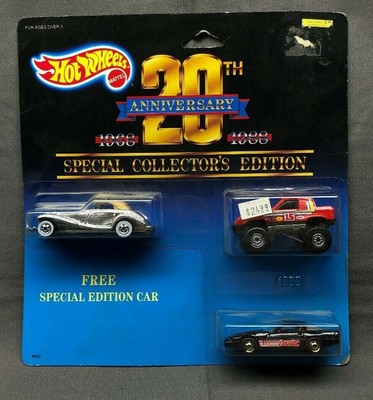 FOR AGES OVER 3
Hot Wheels
MATTEL
20TH
ANNIVERSARY
1968 1988
SPECIAL COLLECTOR'S EDITION
15
$24.99
FREE
SPECIAL EDITION CAR